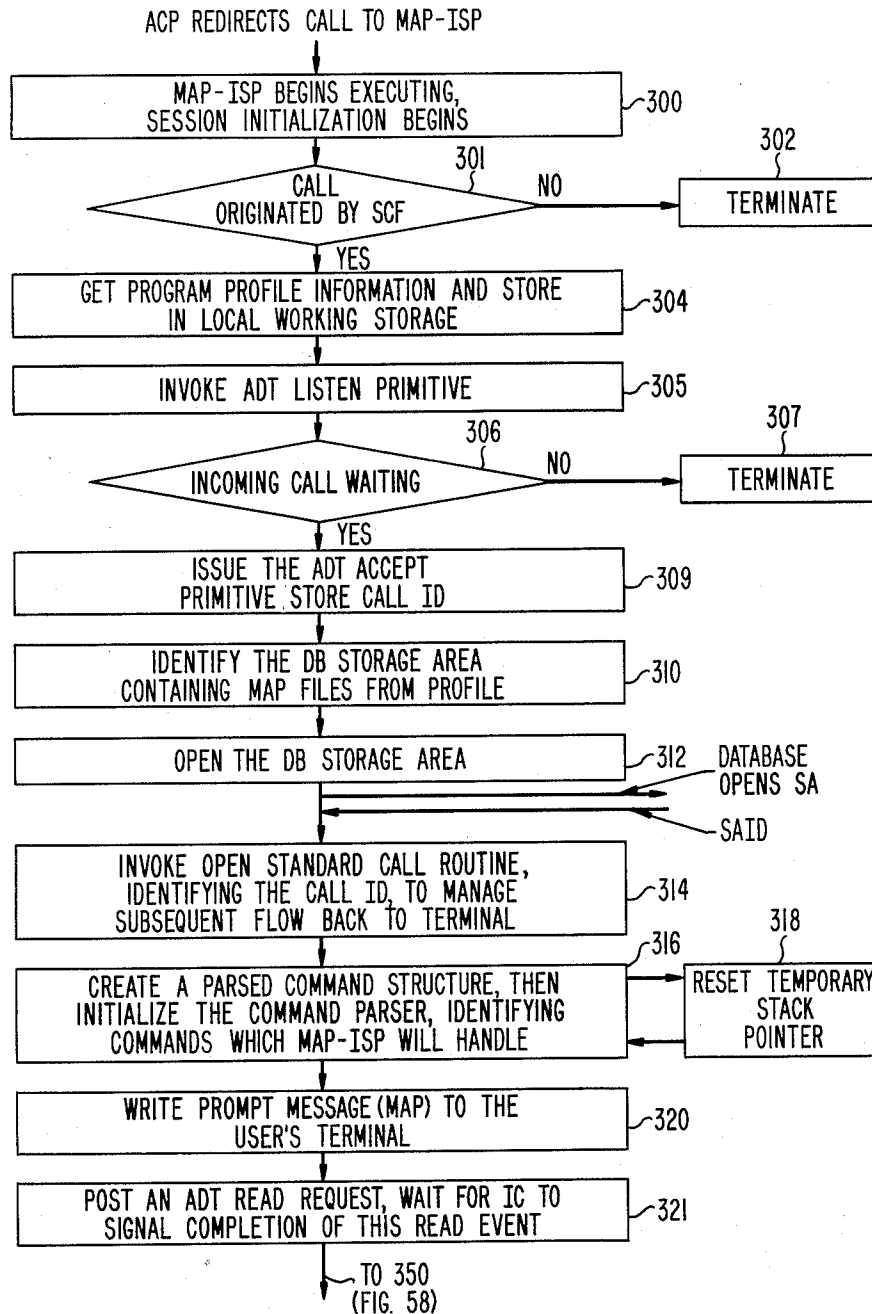 ACP REDIRECTS CALL TO MAP-ISP
MAP-ISP BEGINS EXECUTING,
SESSION INITIALIZATION BEGINS
300
301
CALL
ORIGINATED BY SCF
NO
302
TERMINATE
YES
GET PROGRAM PROFILE INFORMATION AND STORE
IN LOCAL WORKING STORAGE
304
INVOKE ADT LISTEN PRIMITIVE
305
306
INCOMING CALL WAITING
NO
307
TERMINATE
YES
ISSUE THE ADT ACCEPT
PRIMITIVE STORE CALL ID
309
IDENTIFY THE DB STORAGE AREA
CONTAINING MAP FILES FROM PROFILE
310
OPEN THE DB STORAGE AREA
312
DATABASE
OPENS SA
SAID
INVOKE OPEN STANDARD CALL ROUTINE,
IDENTIFYING THE CALL ID, TO MANAGE
SUBSEQUENT FLOW BACK TO TERMINAL
314
316
CREATE A PARSED COMMAND STRUCTURE, THEN
INITIALIZE THE COMMAND PARSER, IDENTIFYING
COMMANDS WHICH MAP-ISP WILL HANDLE
318
RESET TEMPORARY
STACK
POINTER
WRITE PROMPT MESSAGE (MAP) TO THE
USER'S TERMINAL
320
POST AN ADT READ REQUEST, WAIT FOR IC TO
SIGNAL COMPLETION OF THIS READ EVENT
321
TO 350
(FIG. 58)